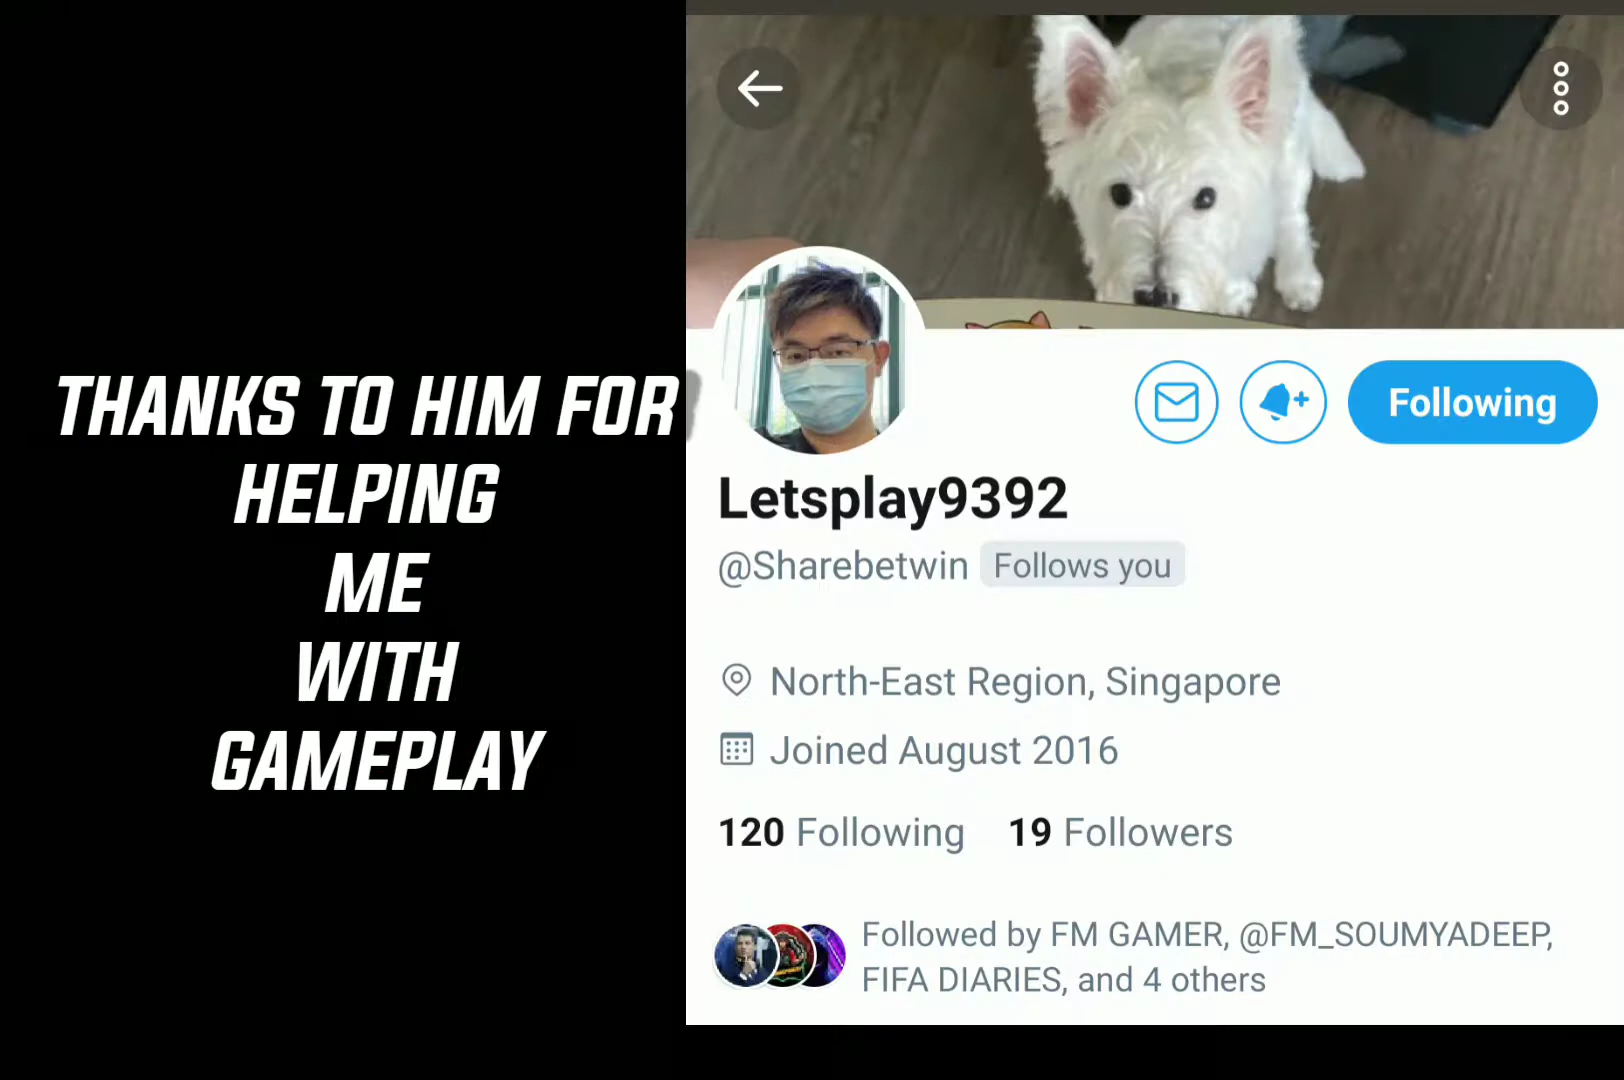 THANKS TO HIM FOR
HELPING
ME
WITH
GAMEPLAY
Following
Letsplay9392
@Sharebetwin Follows you
North-East Region, Singapore
Joined August 2016
120 Following 19 Followers
Followed by FM GAMER, @FM_SOUMYADEEP,
FIFA DIARIES, and 4 others